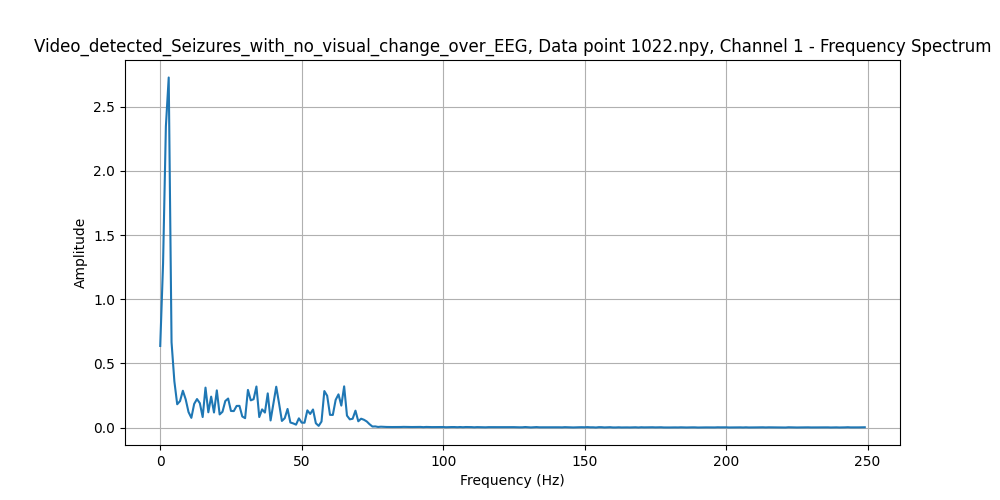 Video_detected_Seizures_with_no_visual_change_over_EEG, Data point 1022.npy, Channel 1 - Frequency Spectrum
2.5
2.0
1.5
1.0
0.5
0.0
Amplitude
0 50 100 150 200 250
Frequency (Hz)